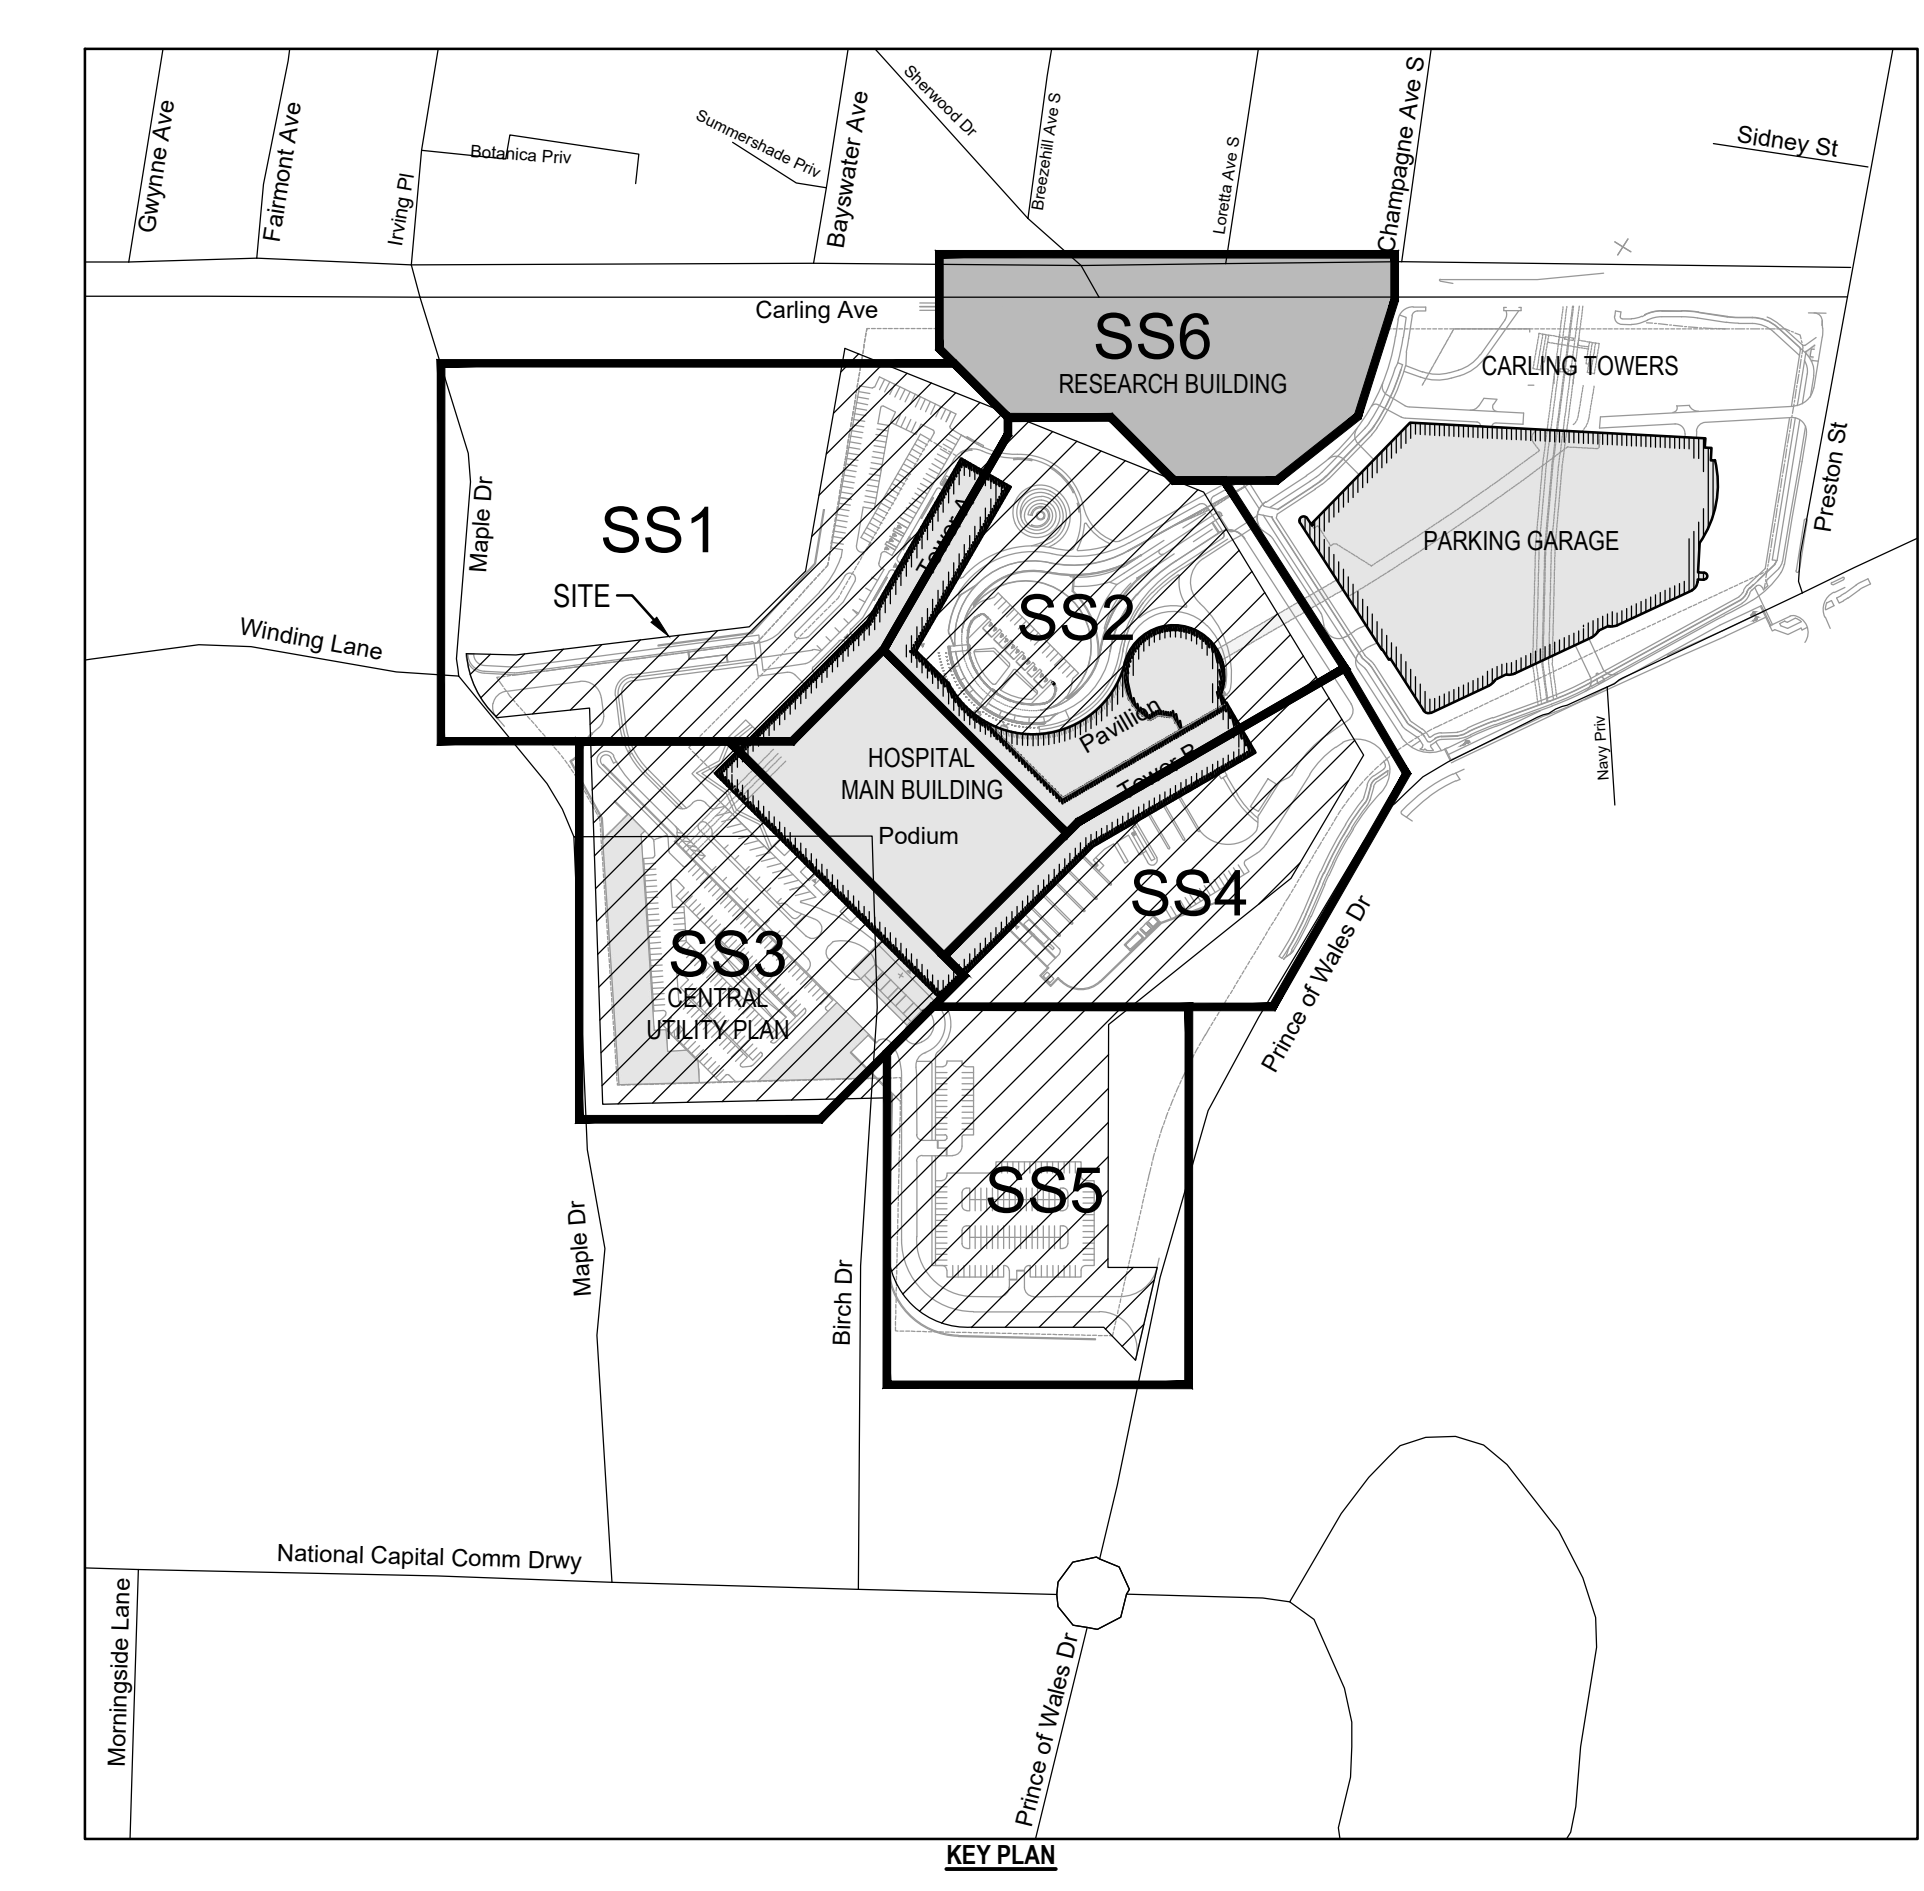 Gwynne Ave
Fairmont Ave
Irving Pl
Botanica Priv
Summershade Priv
Bayswater Ave
Sherwood Dr
Breezehill Ave S
Loretta Ave S
Champagne Ave S
Sidney St
Carling Ave
SS6
RESEARCH BUILDING
CARLING TOWERS
Preston St
PARKING GARAGE
Maple Dr
SS1
SITE
Tower A
SS2
Winding Lane
Pavillion
Tower B
HOSPITAL
MAIN BUILDING
Podium
Navy Priv
SS4
SS3
CENTRAL
UTILITY PLAN
Prince of Wales Dr
SS5
Maple Dr
Birch Dr
National Capital Comm Drwy
Morningside Lane
Prince of Wales Dr
KEY PLAN